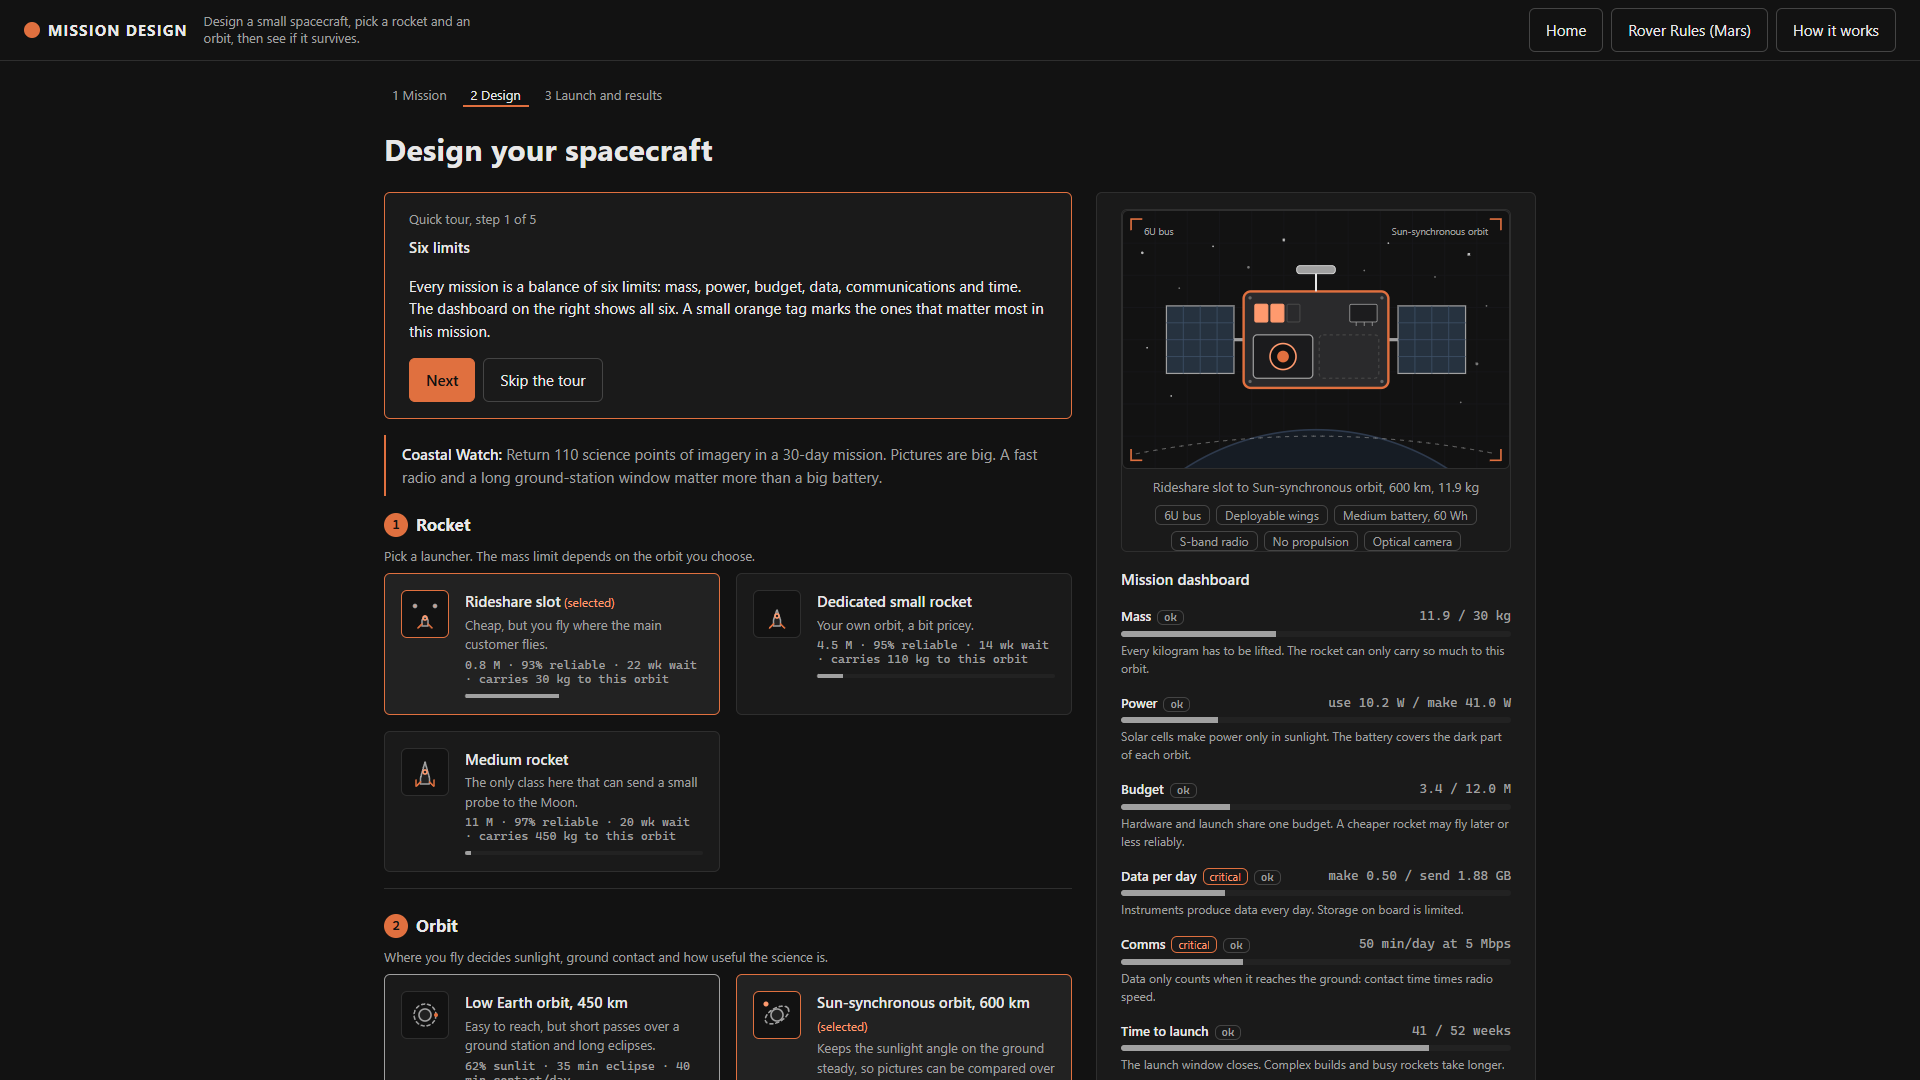 MISSION DESIGN
Design a small spacecraft, pick a rocket and an
orbit, then see if it survives.
Home
Rover Rules (Mars)
How it works
1 Mission
2 Design
3 Launch and results
Design your spacecraft
Quick tour, step 1 of 5
Six limits
Every mission is a balance of six limits: mass, power, budget, data, communications and time.
The dashboard on the right shows all six. A small orange tag marks the ones that matter most in
this mission.
Next
Skip the tour
Coastal Watch: Return 110 science points of imagery in a 30-day mission. Pictures are big. A fast
radio and a long ground-station window matter more than a big battery.
1 Rocket
Pick a launcher. The mass limit depends on the orbit you choose.
Rideshare slot (selected)
Cheap, but you fly where the main
customer flies.
0.8 M · 93% reliable · 22 wk wait
· carries 30 kg to this orbit
Dedicated small rocket
Your own orbit, a bit pricey.
4.5 M · 95% reliable · 14 wk wait
· carries 110 kg to this orbit
Medium rocket
The only class here that can send a small
probe to the Moon.
11 M · 97% reliable · 20 wk wait
· carries 450 kg to this orbit
2 Orbit
Where you fly decides sunlight, ground contact and how useful the science is.
Low Earth orbit, 450 km
Easy to reach, but short passes over a
ground station and long eclipses.
62% sunlit · 35 min eclipse · 40
min contact/day
Sun-synchronous orbit, 600 km
(selected)
Keeps the sunlight angle on the ground
steady, so pictures can be compared over
6U bus
Sun-synchronous orbit
Rideshare slot to Sun-synchronous orbit, 600 km, 11.9 kg
6U bus
Deployable wings
Medium battery, 60 Wh
S-band radio
No propulsion
Optical camera
Mission dashboard
Mass ok 11.9 / 30 kg
Every kilogram has to be lifted. The rocket can only carry so much to this
orbit.
Power ok use 10.2 W / make 41.0 W
Solar cells make power only in sunlight. The battery covers the dark part
of each orbit.
Budget ok 3.4 / 12.0 M
Hardware and launch share one budget. A cheaper rocket may fly later or
less reliably.
Data per day critical ok make 0.50 / send 1.88 GB
Instruments produce data every day. Storage on board is limited.
Comms critical ok 50 min/day at 5 Mbps
Data only counts when it reaches the ground: contact time times radio
speed.
Time to launch ok 41 / 52 weeks
The launch window closes. Complex builds and busy rockets take longer.